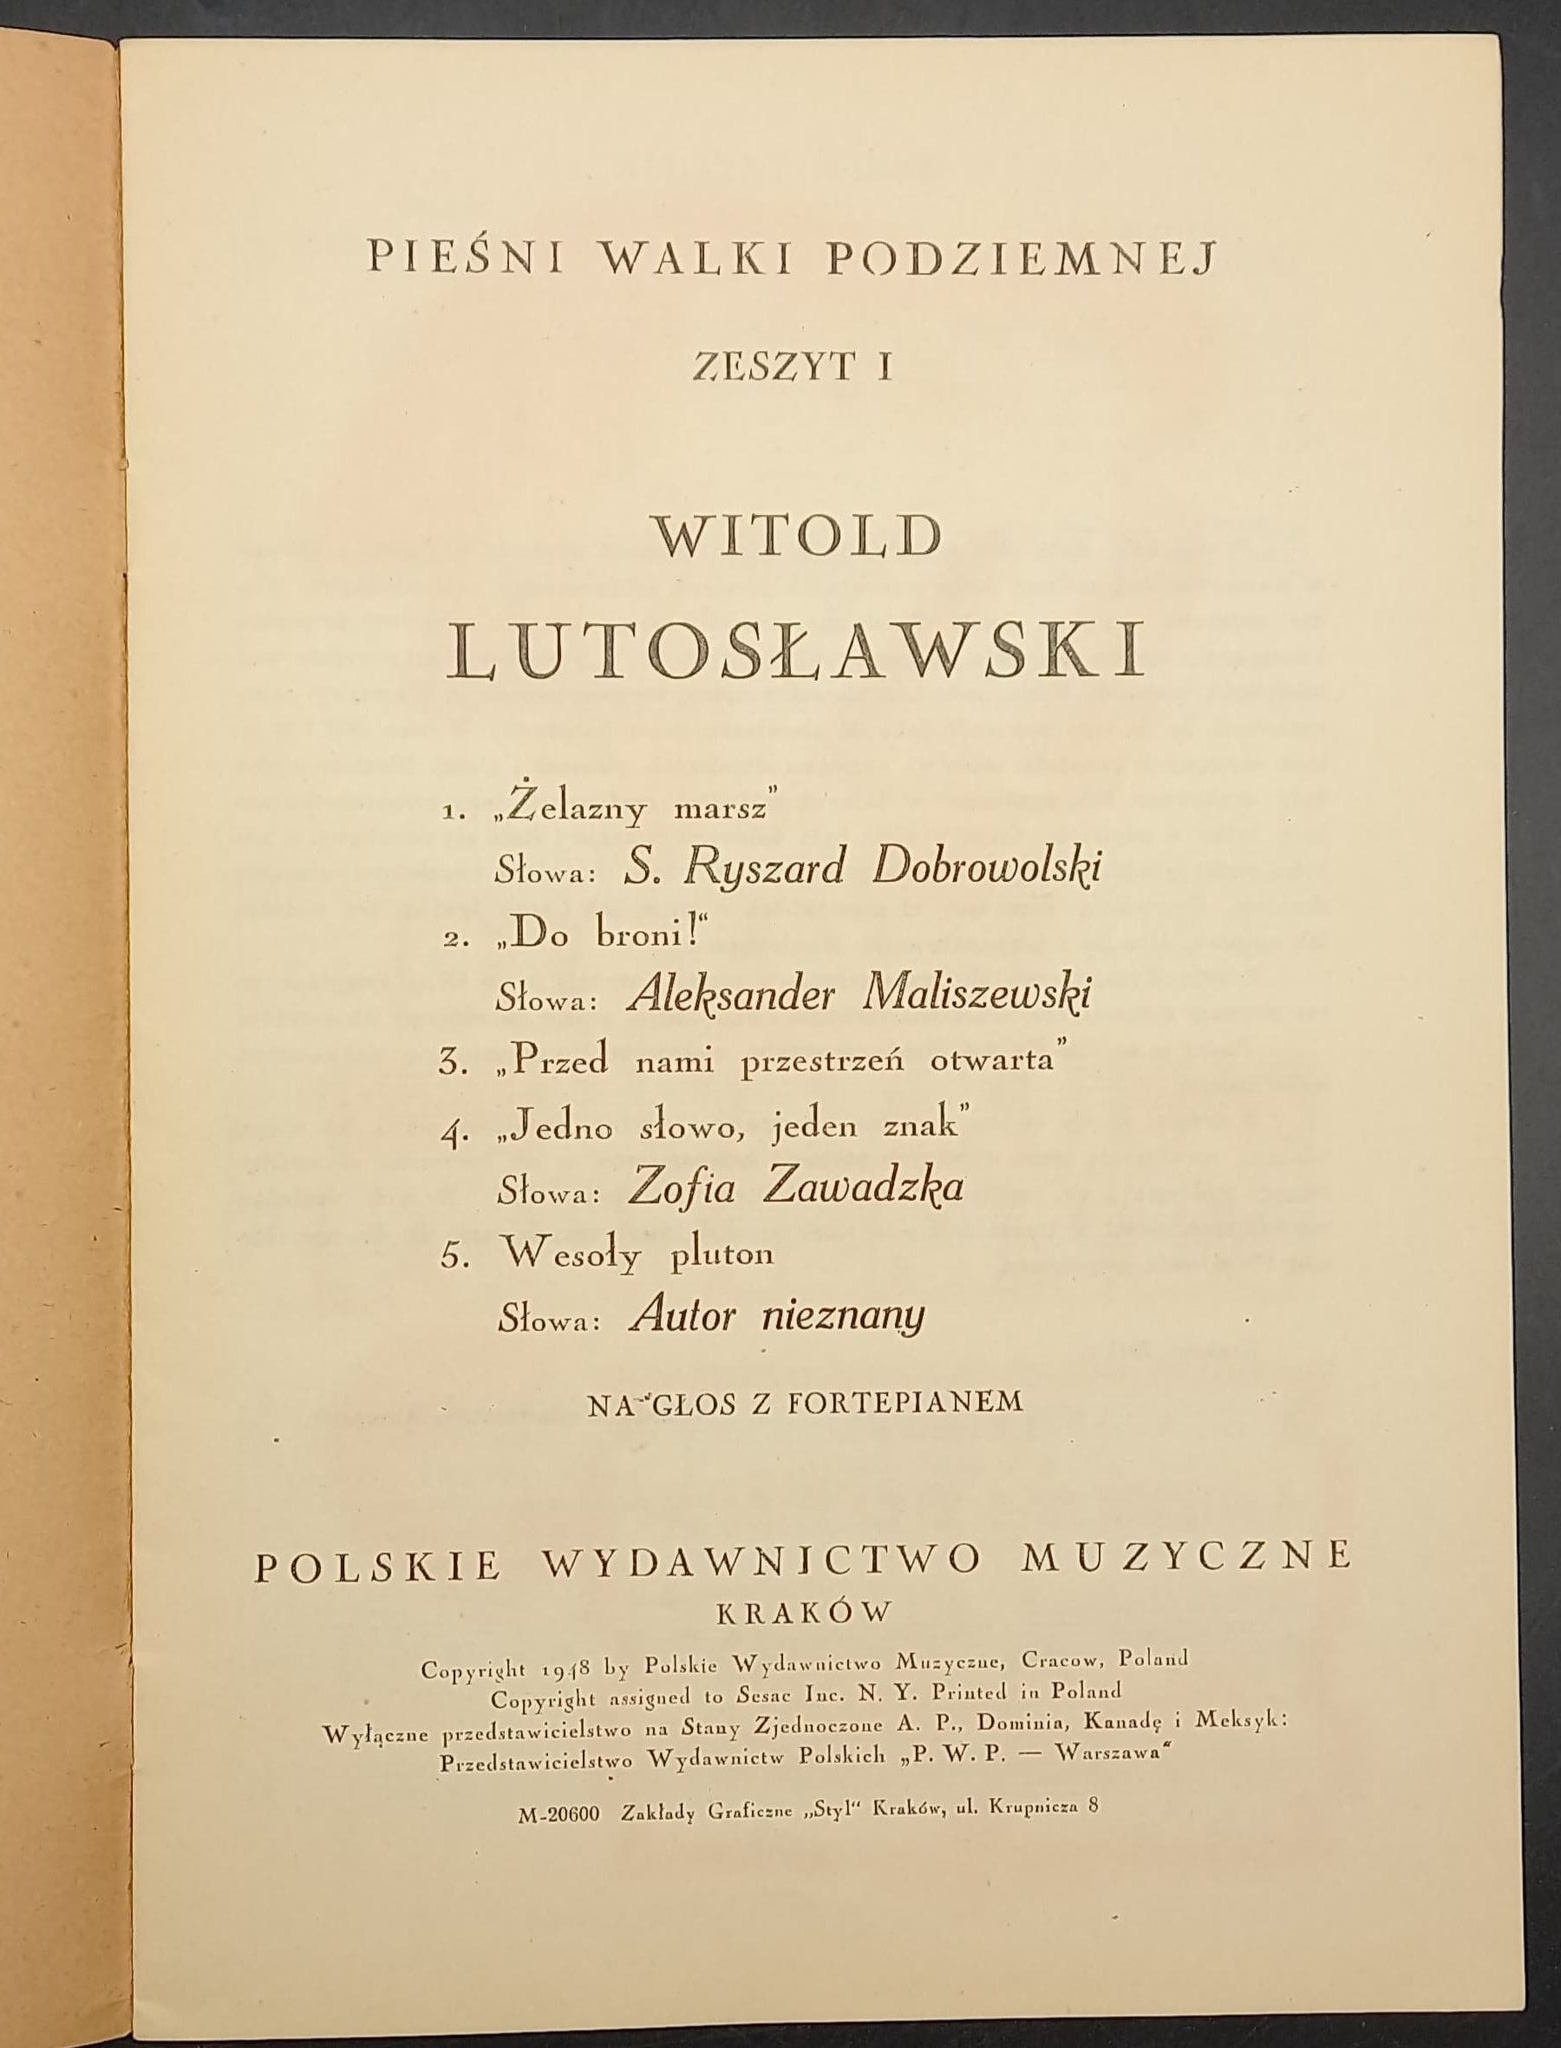 PIEŚNI WALKI PODZIEMNEJ
ZESZYT I
WITOLD
LUTOSŁAWSKI
1. „Żelazny marsz”
Słowa: S. Ryszard Dobrowolski
2. „Do broni!“
Słowa: Aleksander Maliszewski
3. „Przed nami przestrzeń otwarta”
4. „Jedno słowo, jeden znak”
Słowa: Zofia Zawadzka
5. Wesoły pluton
Słowa: Autor nieznany
NA GŁOS Z FORTEPIANEM
POLSKIE WYDAWNICTWO MUZYCZNE
KRAKÓW
Copyright 1948 by Polskie Wydawnictwo Muzyczne, Cracow, Poland
Copyright assigned to Sesac Inc. N. Y. Printed in Poland
Wyłączne przedstawicielstwo na Stany Zjednoczone A. P., Dominia, Kanadę i Meksyk:
Przedstawicielstwo Wydawnictw Polskich „P. W. P. — Warszawa“
M-20600 Zakłady Graficzne „Styl“ Kraków, ul. Krupnicza 8